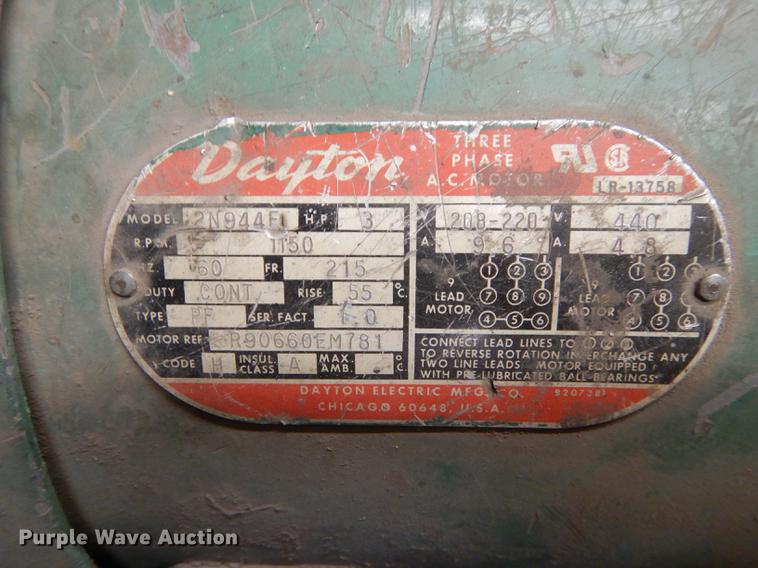 Dayton
THREE
PHASE
A.C. MOTOR
LR-13758
MODEL 2N944F H.P. 3
R.P.M. 1150
HZ. 60 FR. 215
DUTY CONT RISE 55 °C.
TYPE PF SER. FACT. 1.0
MOTOR REF. R90660EM781
CODE H INSUL. CLASS A MAX. AMB. °C
V. 208-220 V. 440
A. 9.6 A. 4.8
9
LEAD
MOTOR
1 2 3
7 8 9
4 5 6
9
LEAD
MOTOR
4 5 6
7 8 9
1 2 3
CONNECT LEAD LINES TO
TO REVERSE ROTATION INTERCHANGE ANY
TWO LINE LEADS MOTOR EQUIPPED
WITH PRE-LUBRICATED BALL BEARINGS
DAYTON ELECTRIC MFG. CO.
CHICAGO 60648, U.S.A.
Purple Wave Auction